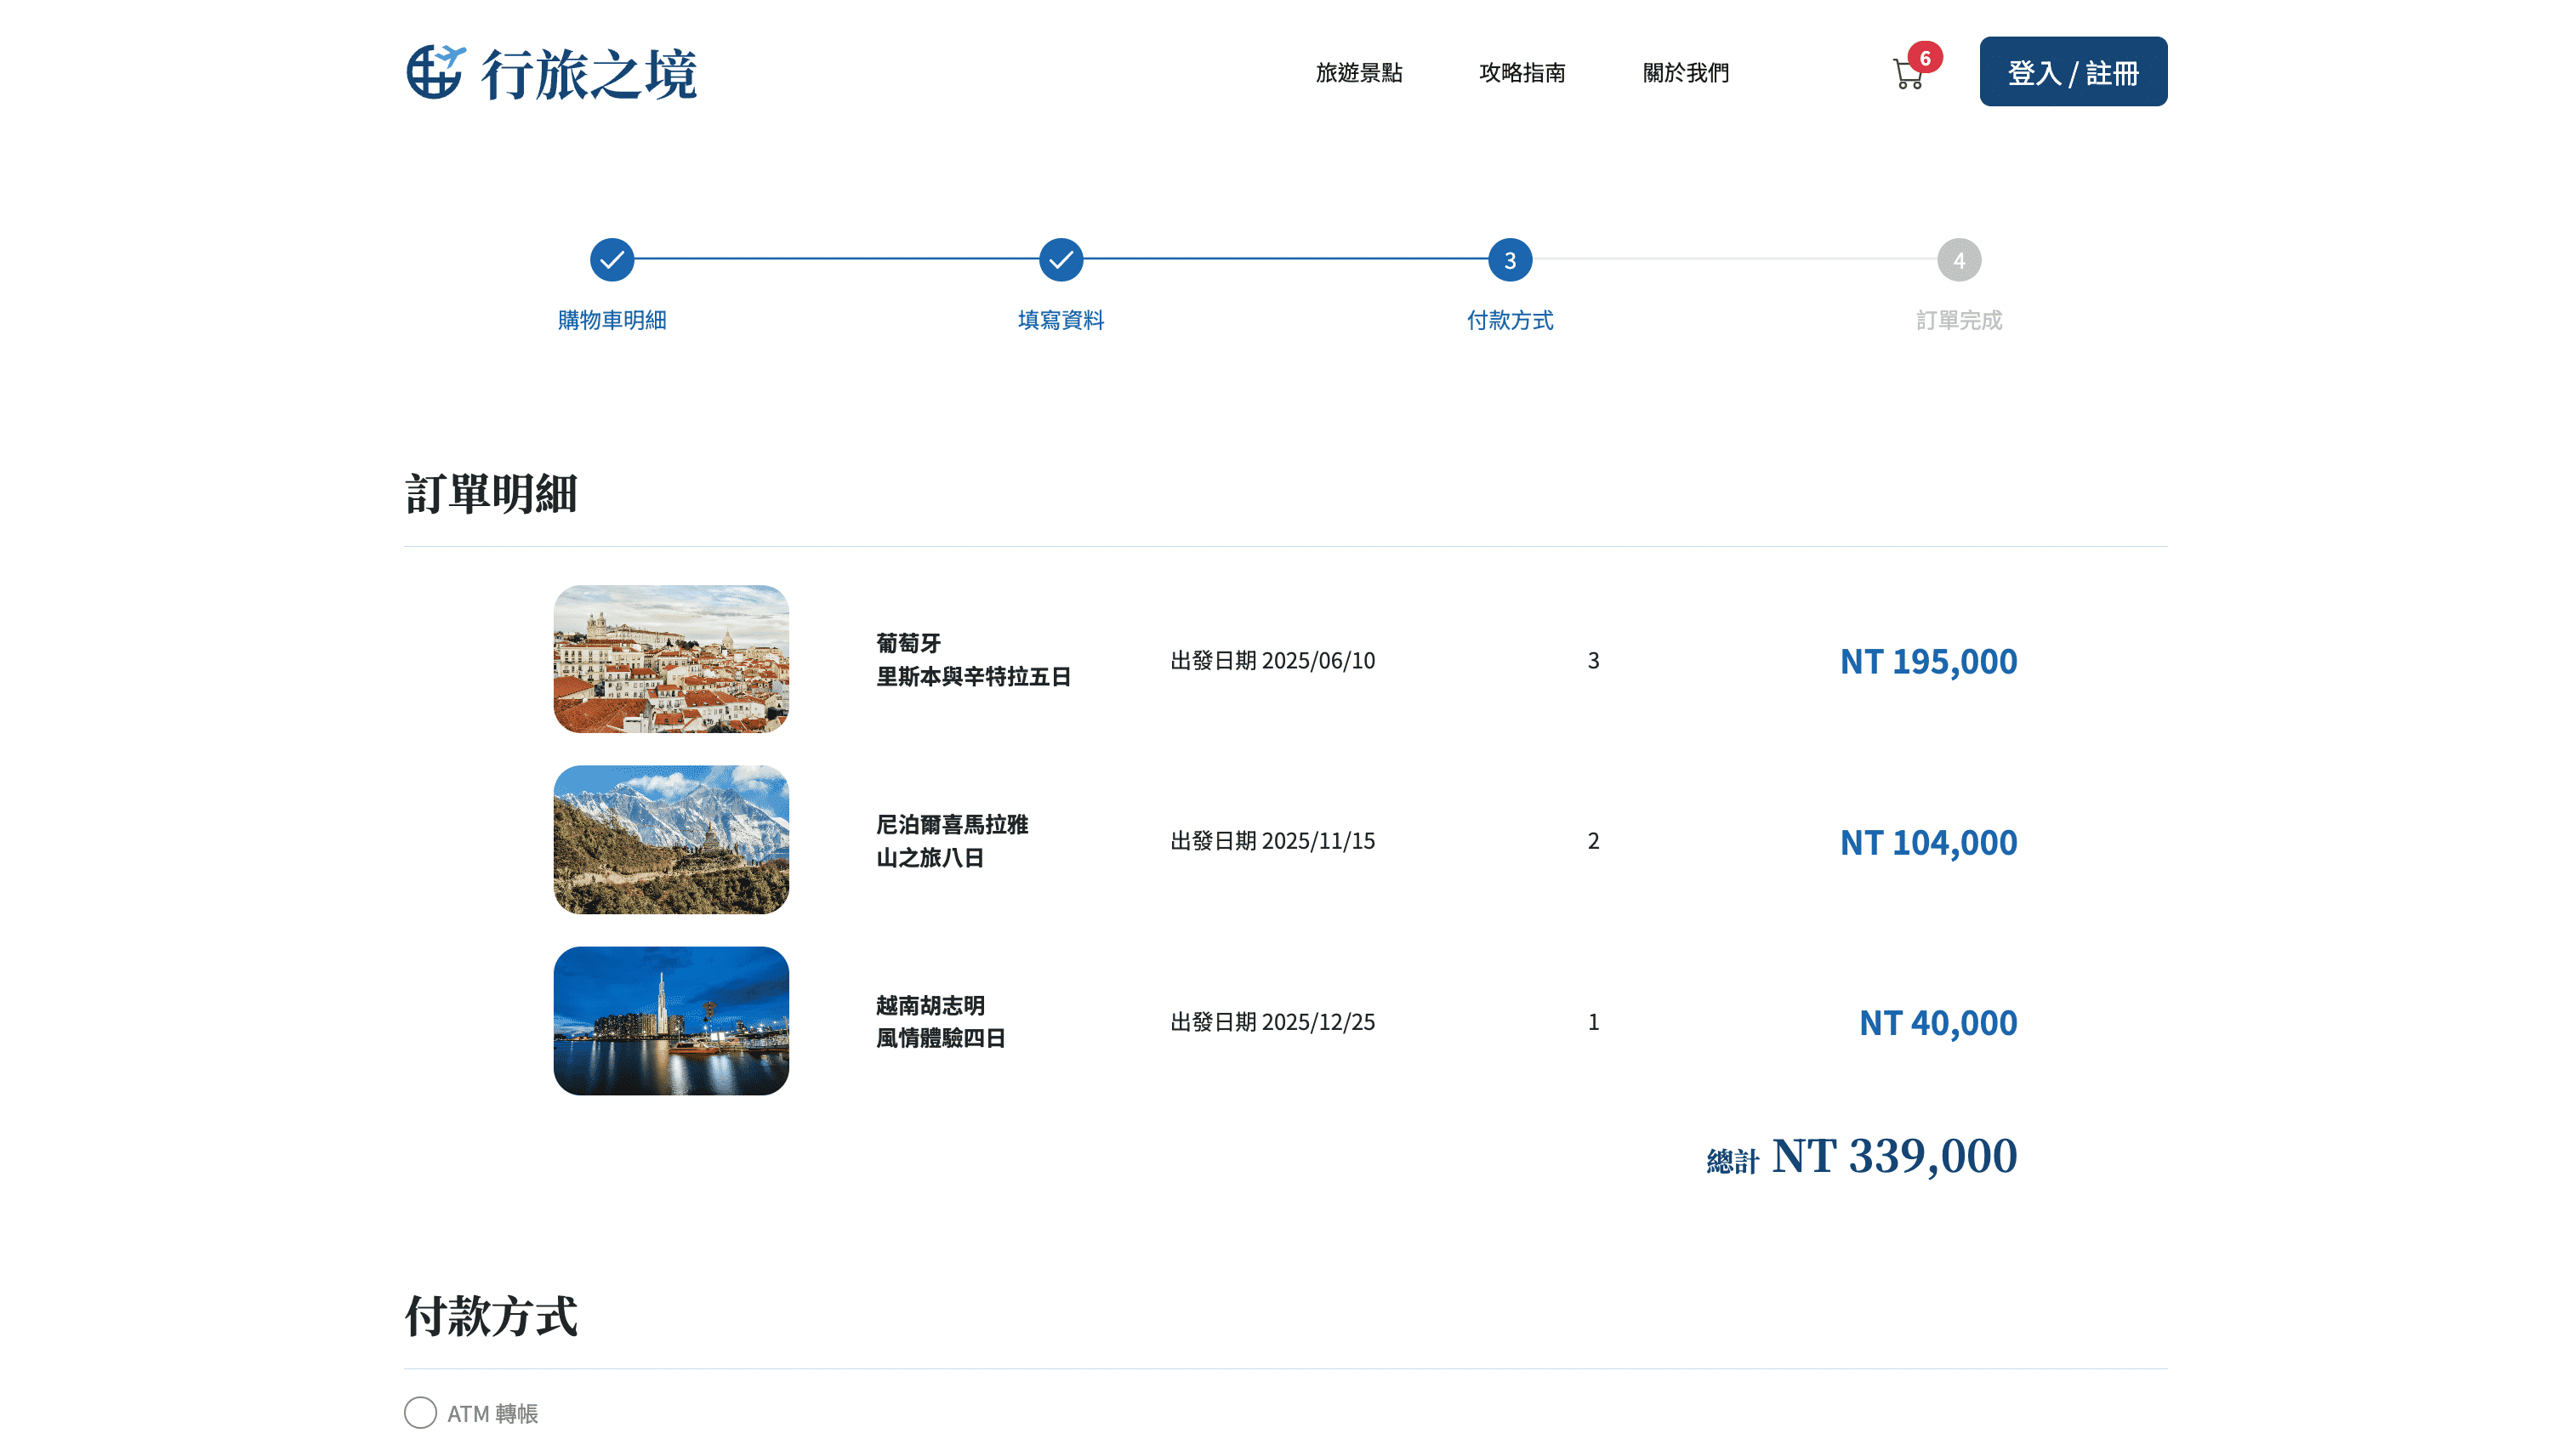 行旅之境
旅遊景點
攻略指南
關於我們
6
登入 / 註冊
3
4
購物車明細
填寫資料
付款方式
訂單完成
訂單明細
葡萄牙
里斯本與辛特拉五日
出發日期 2025/06/10
3
NT 195,000
尼泊爾喜馬拉雅
山之旅八日
出發日期 2025/11/15
2
NT 104,000
越南胡志明
風情體驗四日
出發日期 2025/12/25
1
NT 40,000
總計 NT 339,000
付款方式
ATM 轉帳